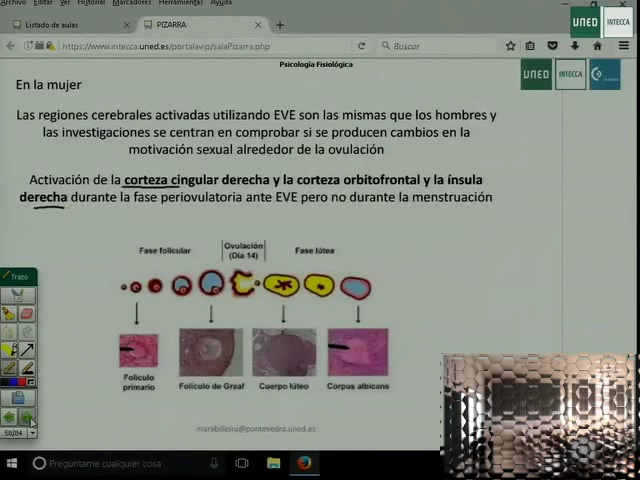 Archivo Editar Ver Historial Marcadores Herramientas Ayuda
Listado de aulas
PIZARRA
https://www.intecca.uned.es/portalavip/salaPizarra.php
Buscar
UNED
INTECCA
Psicología Fisiológica
UNED
INTECCA
En la mujer
Las regiones cerebrales activadas utilizando EVE son las mismas que los hombres y
las investigaciones se centran en comprobar si se producen cambios en la
motivación sexual alrededor de la ovulación
Activación de la corteza cingular derecha y la corteza orbitofrontal y la ínsula
derecha durante la fase periovulatoria ante EVE pero no durante la menstruación
Fase folicular
Ovulación
(Día 14)
Fase lútea
Folículo
primario
Folículo de Graaf
Cuerpo lúteo
Corpus albicans
Trazo
58/84
marabilleira@pontevedra.uned.es
Pregúntame cualquier cosa